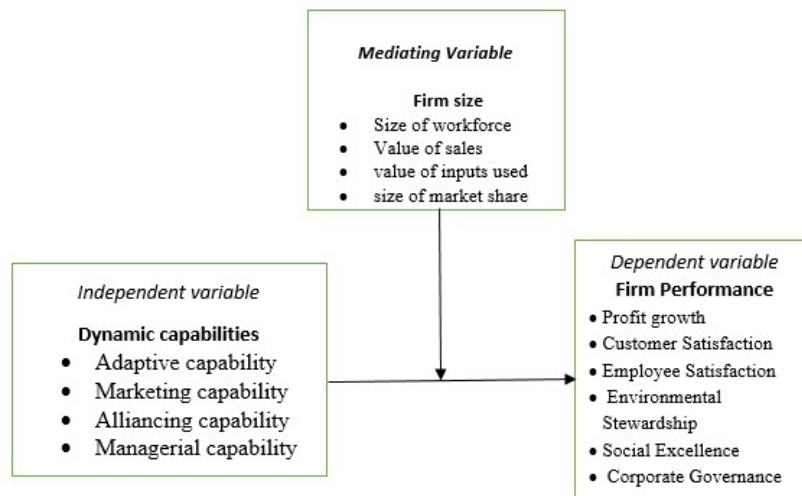 Mediating Variable
Firm size
• Size of workforce
• Value of sales
• value of inputs used
• size of market share
Independent variable
Dynamic capabilities
• Adaptive capability
• Marketing capability
• Alliancing capability
• Managerial capability
Dependent variable
Firm Performance
• Profit growth
• Customer Satisfaction
• Employee Satisfaction
• Environmental
Stewardship
• Social Excellence
• Corporate Governance